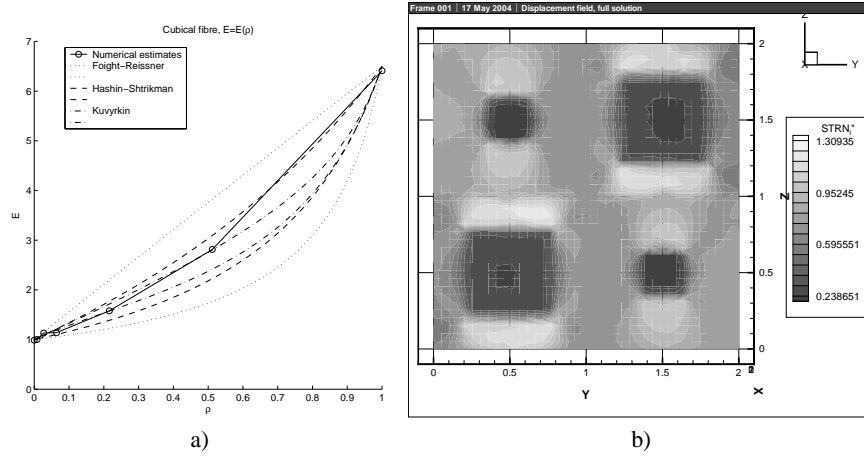 Cubical fibre, E=E(ρ)
7
6
5
4
3
2
1
0
E
Numerical estimates
Foight−Reissner
Hashin−Shtrikman
Kuvyrkin
0 0.1 0.2 0.3 0.4 0.5 0.6 0.7 0.8 0.9 1
ρ
a)
Frame 001 | 17 May 2004 | Displacement field, full solution
Z
X
Y
2
1.5
1
0.5
0
Z
0 0.5 1 1.5 2
Y
X
1.30935
0.95245
0.595551
0.238651
b)